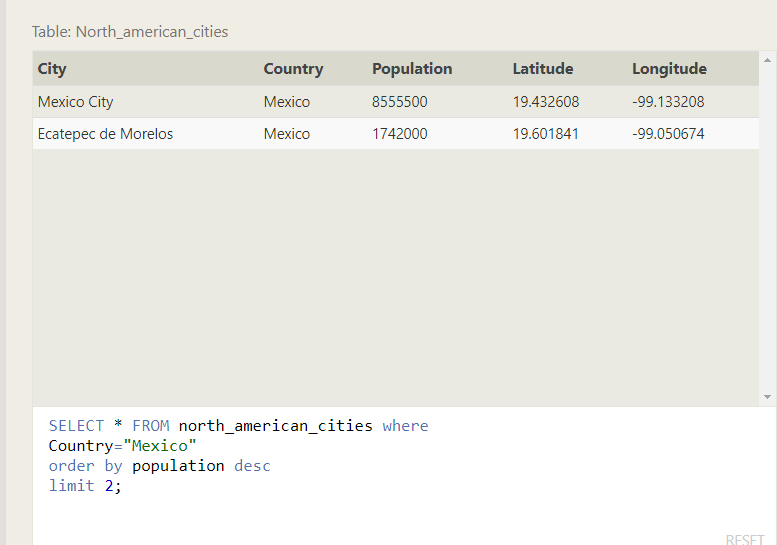 Table: North_american_cities
City Country Population Latitude Longitude
Mexico City Mexico 8555500 19.432608 -99.133208
Ecatepec de Morelos Mexico 1742000 19.601841 -99.050674
SELECT * FROM north_american_cities where
Country="Mexico"
order by population desc
limit 2;
RESET